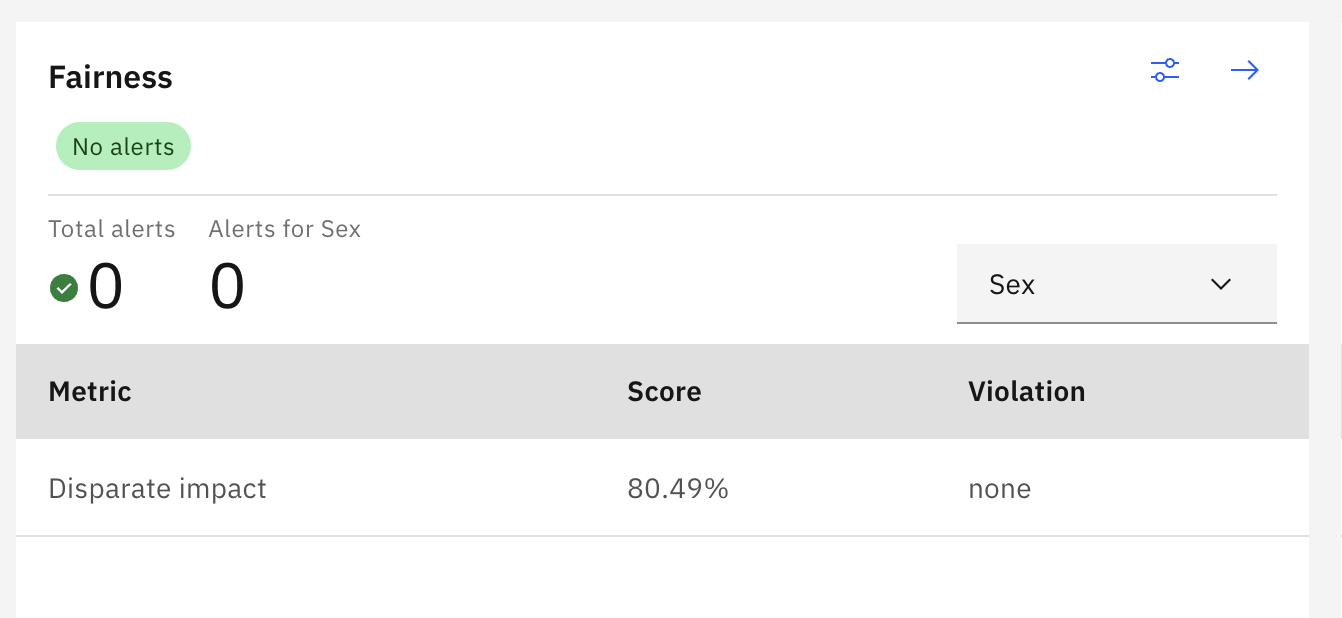 Fairness
No alerts
Total alerts Alerts for Sex
0 0
Sex
Metric Score Violation
Disparate impact 80.49% none